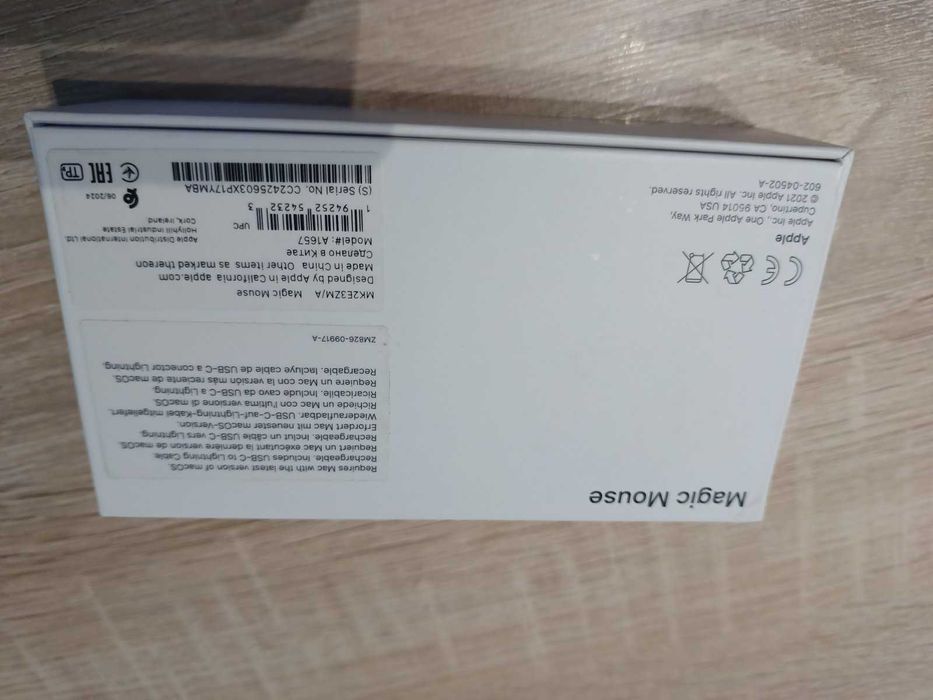 Magic Mouse
Requires Mac with the latest version of macOS.
Rechargeable. Includes USB-C to Lightning Cable
Requiert un Mac exécutant la dernière version de macOS.
Rechargeable. Inclut un câble USB-C vers Lightning.
Erfordert Mac mit neuester macOS-Version.
Wiederaufladbar. USB-C-auf-Lightning-Kabel mitgeliefert.
Richiede un Mac con l'ultima versione di macOS.
Ricaricabile. Include cavo da USB-C a Lightning.
Requiere un Mac con la versión más reciente de macOS.
Recargable. Incluye cable de USB-C a conector Lightning.
ZM826-09917-A
MK2E3ZM/A Magic Mouse
Designed by Apple in California apple.com
Made in China Other items as marked thereon
Сделано в Китае
Model#: A1657
UPC
1 94252 54232 3
(S) Serial No. CC2425603XP17YMBA
Apple Distribution International Ltd.
Hollyhill Industrial Estate
Cork, Ireland
08/2024
EAC
TPs
CE
Apple
Apple Inc., One Apple Park Way,
Cupertino, CA 95014 USA
© 2021 Apple Inc. All rights reserved.
602-04502-A